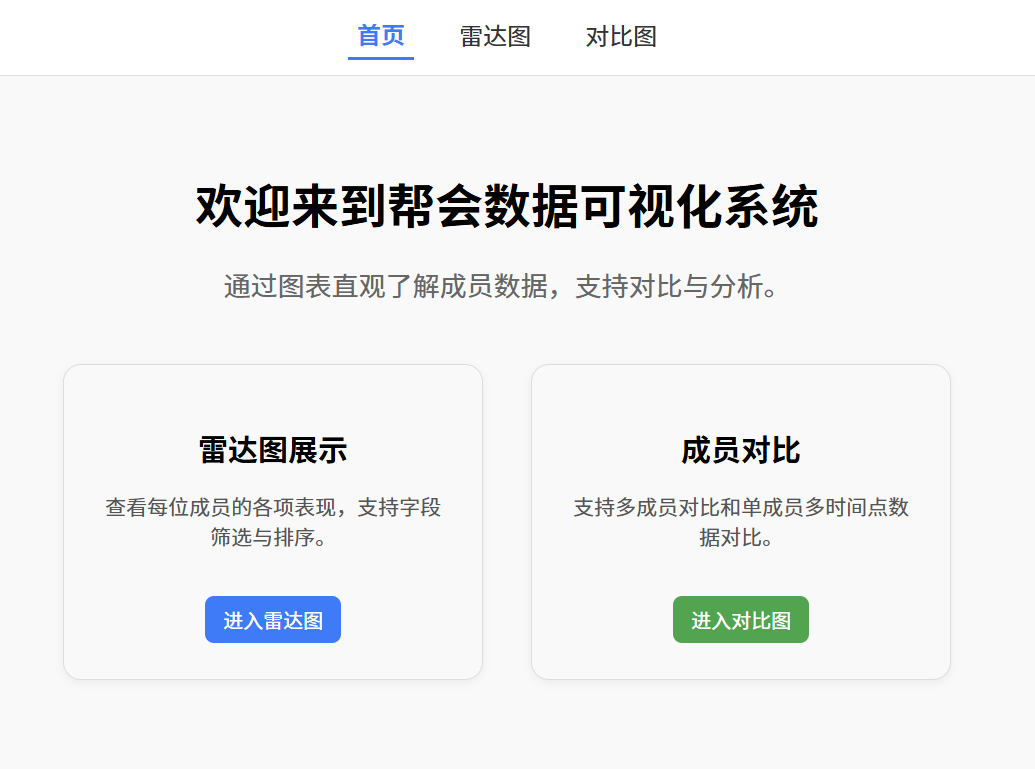 首页 雷达图 对比图
欢迎来到帮会数据可视化系统
通过图表直观了解成员数据，支持对比与分析。
雷达图展示
查看每位成员的各项表现，支持字段
筛选与排序。
进入雷达图
成员对比
支持多成员对比和单成员多时间点数
据对比。
进入对比图